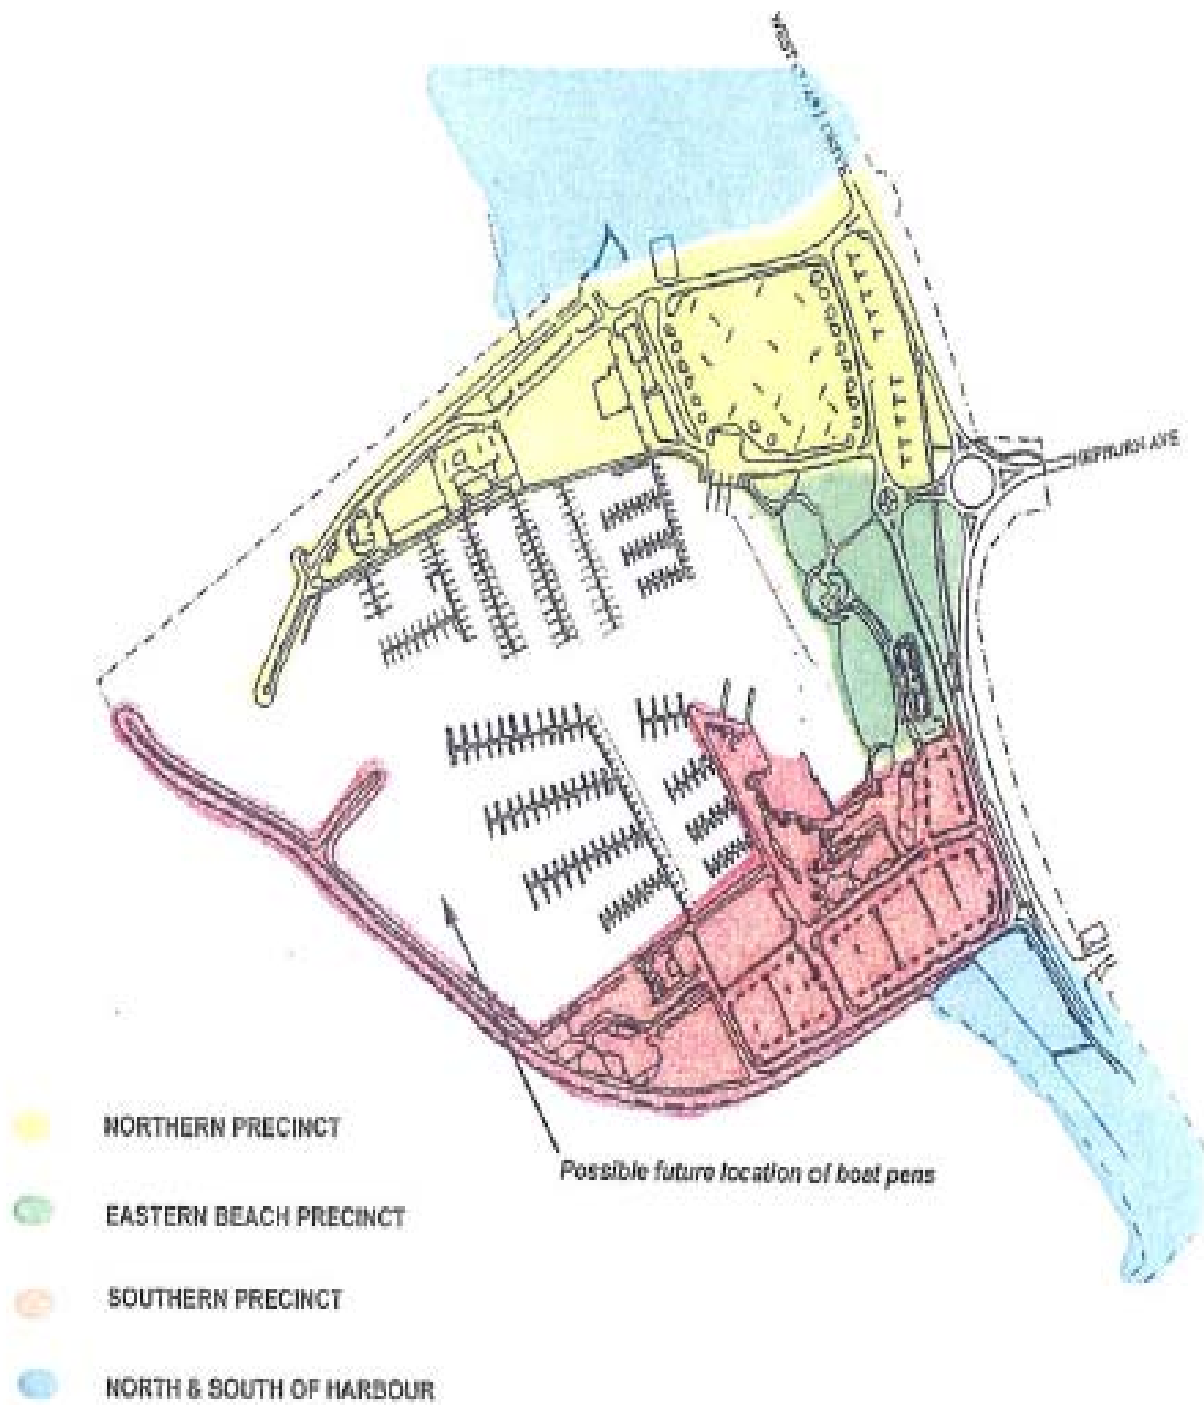 HEPBURN AVE
Possible future location of boat pens
NORTHERN PRECINCT
EASTERN BEACH PRECINCT
SOUTHERN PRECINCT
NORTH & SOUTH OF HARBOUR